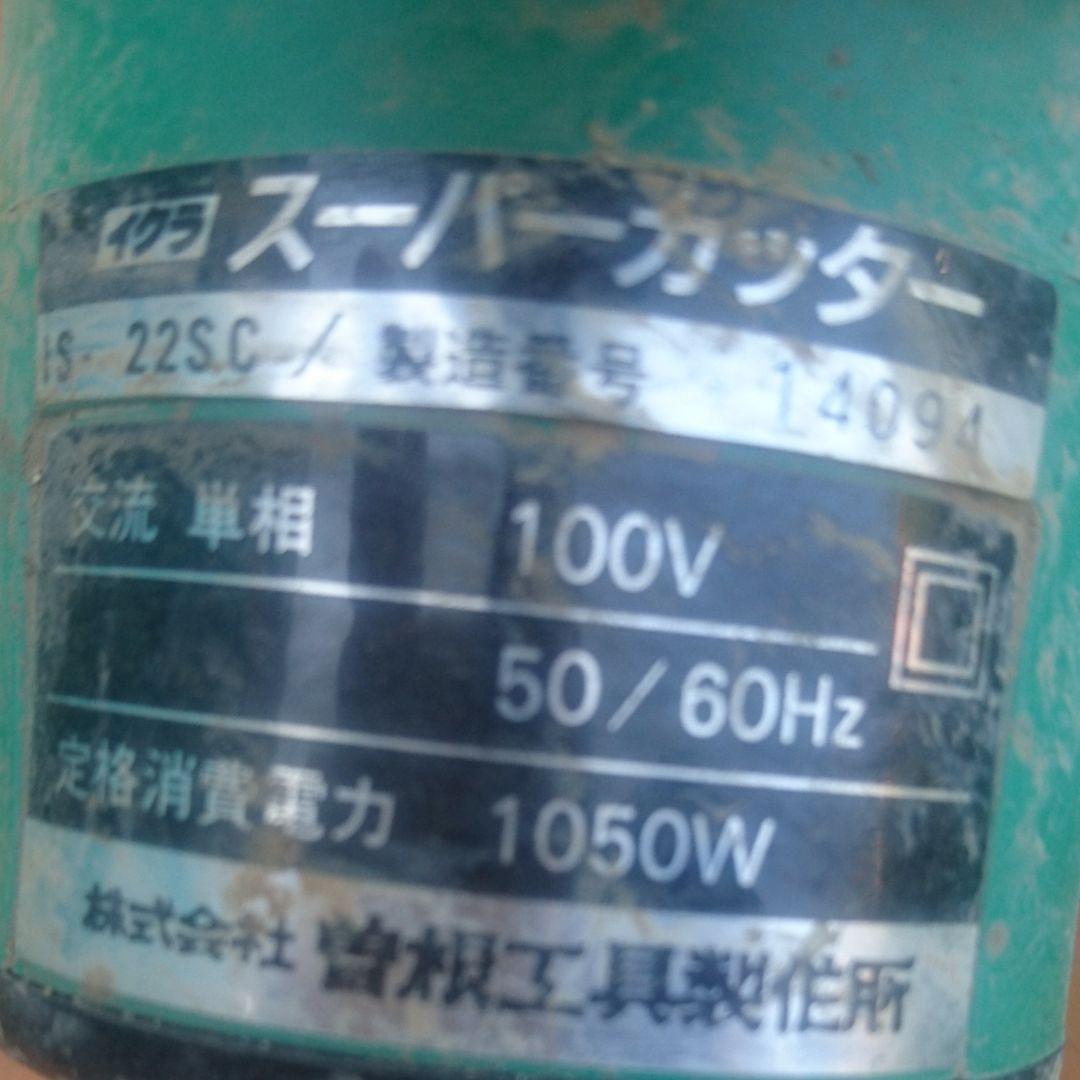 イクラ スーパーカッター
IS- 22SC / 製造番号 14094
交流 単相 100V
50/60Hz
定格消費電力 1050W
株式会社 曽根工具製作所